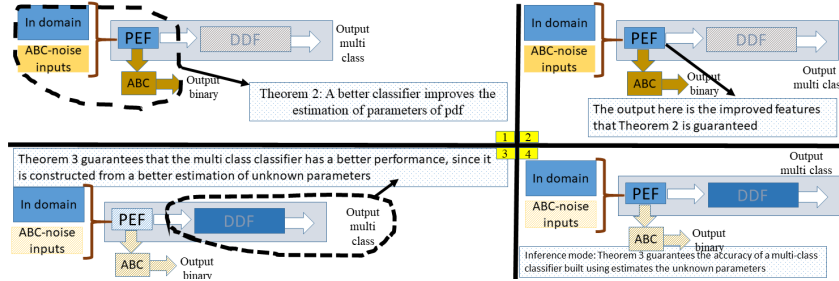 In domain
PEF
DDF
Output
multi
class
ABC-noise
inputs
ABC
Output
binary
Theorem 2: A better classifier improves the
estimation of parameters of pdf
1
In domain
PEF
DDF
ABC-noise
inputs
ABC
Output
binary
Output
multi class
The output here is the improved features
that Theorem 2 is guaranteed
2
3
Theorem 3 guarantees that the multi class classifier has a better performance, since it
is constructed from a better estimation of unknown parameters
In domain
PEF
DDF
Output
multi
class
ABC-noise
inputs
ABC
Output
binary
4
Output
multi class
In domain
PEF
DDF
ABC-noise
inputs
ABC
Output
binary
Inference mode: Theorem 3 guarantees the accuracy of a multi-class
classifier built using estimates the unknown parameters